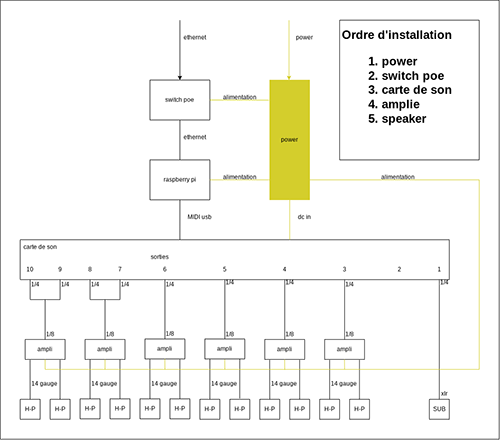 ethernet
power
Ordre d'installation
1. power
2. switch poe
3. carte de son
4. amplie
5. speaker
switch poe
alimentation
ethernet
power
raspberry pi
alimentation
alimentation
MIDI usb
dc in
carte de son
sorties
10 9 8 7 6 5 4 3 2 1
1/4 1/4 1/4 1/4 1/4 1/4 1/4 1/4 1/4
1/8 1/8 1/8 1/8 1/8 1/8
ampli ampli ampli ampli ampli ampli
14 gauge 14 gauge 14 gauge 14 gauge 14 gauge 14 gauge
xlr
H-P H-P H-P H-P H-P H-P H-P H-P H-P H-P H-P H-P SUB